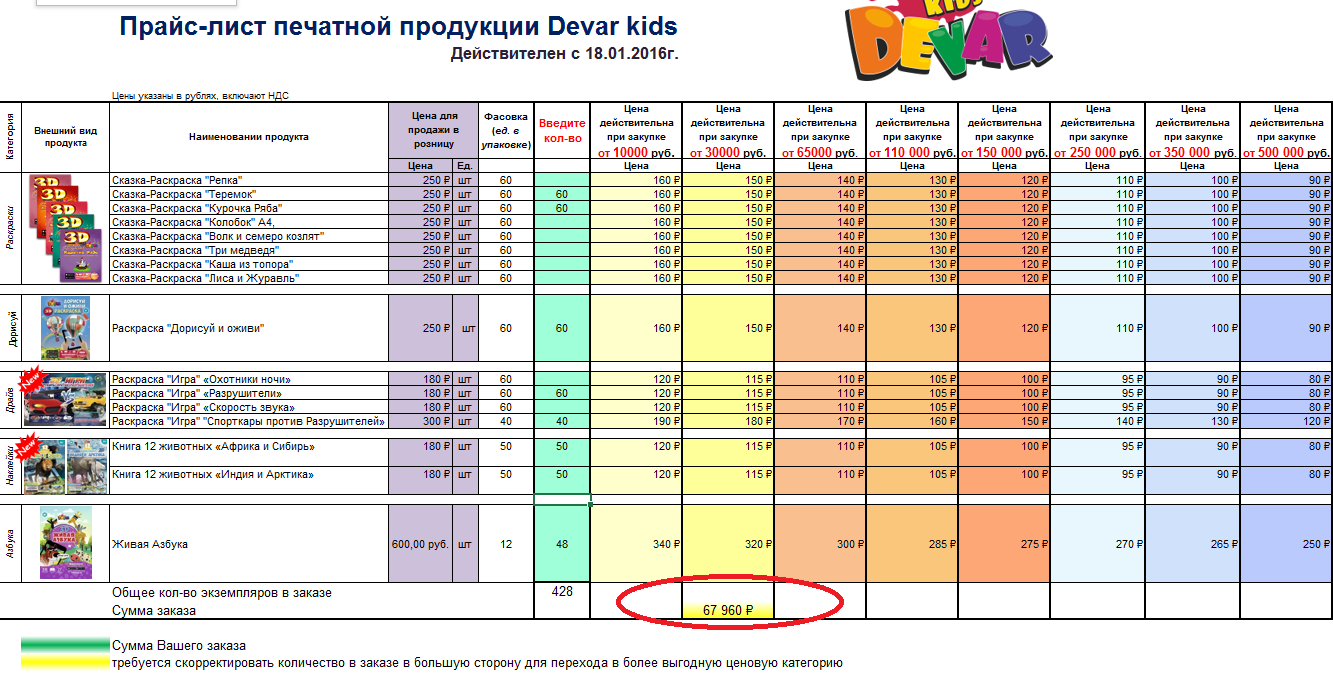 KIDS
DEVAR
Прайс-лист печатной продукции Devar kids
Действителен с 18.01.2016г.
Цены указаны в рублях, включают НДС
Категория Внешний вид продукта Наименовании продукта Цена для продажи в розницу Фасовка (ед. в упаковке) Введите кол-во Цена действительна при закупке от 10000 руб. Цена действительна при закупке от 30000 руб. Цена действительна при закупке от 65000 руб. Цена действительна при закупке от 110 000 руб. Цена действительна при закупке от 150 000 руб. Цена действительна при закупке от 250 000 руб. Цена действительна при закупке от 350 000 руб. Цена действительна при закупке от 500 000 руб.
Цена Ед. Цена Цена Цена Цена Цена Цена Цена Цена
Раскраски
3D
3D
3D
3D
3D
Сказка-Раскраска "Репка" 250 ₽ шт 60 160 ₽ 150 ₽ 140 ₽ 130 ₽ 120 ₽ 110 ₽ 100 ₽ 90 ₽
Сказка-Раскраска "Теремок" 250 ₽ шт 60 60 160 ₽ 150 ₽ 140 ₽ 130 ₽ 120 ₽ 110 ₽ 100 ₽ 90 ₽
Сказка-Раскраска "Курочка Ряба" 250 ₽ шт 60 60 160 ₽ 150 ₽ 140 ₽ 130 ₽ 120 ₽ 110 ₽ 100 ₽ 90 ₽
Сказка-Раскраска "Колобок" А4, 250 ₽ шт 60 160 ₽ 150 ₽ 140 ₽ 130 ₽ 120 ₽ 110 ₽ 100 ₽ 90 ₽
Сказка-Раскраска "Волк и семеро козлят" 250 ₽ шт 60 160 ₽ 150 ₽ 140 ₽ 130 ₽ 120 ₽ 110 ₽ 100 ₽ 90 ₽
Сказка-Раскраска "Три медведя" 250 ₽ шт 60 160 ₽ 150 ₽ 140 ₽ 130 ₽ 120 ₽ 110 ₽ 100 ₽ 90 ₽
Сказка-Раскраска "Каша из топора" 250 ₽ шт 60 160 ₽ 150 ₽ 140 ₽ 130 ₽ 120 ₽ 110 ₽ 100 ₽ 90 ₽
Сказка-Раскраска "Лиса и Журавль" 250 ₽ шт 60 160 ₽ 150 ₽ 140 ₽ 130 ₽ 120 ₽ 110 ₽ 100 ₽ 90 ₽
Дорисуй
ДОРИСУЙ
И ОЖИВИ
РАСКРАСКА
Раскраска "Дорисуй и оживи" 250 ₽ шт 60 60 160 ₽ 150 ₽ 140 ₽ 130 ₽ 120 ₽ 110 ₽ 100 ₽ 90 ₽
Драйв
New
Раскраска "Игра" «Охотники ночи» 180 ₽ шт 60 120 ₽ 115 ₽ 110 ₽ 105 ₽ 100 ₽ 95 ₽ 90 ₽ 80 ₽
Раскраска "Игра" «Разрушители» 180 ₽ шт 60 60 120 ₽ 115 ₽ 110 ₽ 105 ₽ 100 ₽ 95 ₽ 90 ₽ 80 ₽
Раскраска "Игра" «Скорость звука» 180 ₽ шт 60 120 ₽ 115 ₽ 110 ₽ 105 ₽ 100 ₽ 95 ₽ 90 ₽ 80 ₽
Раскраска "Игра" "Спорткары против Разрушителей» 300 ₽ шт 40 40 190 ₽ 180 ₽ 170 ₽ 160 ₽ 150 ₽ 140 ₽ 130 ₽ 120 ₽
Наклейки
New
Книга 12 животных «Африка и Сибирь» 180 ₽ шт 50 50 120 ₽ 115 ₽ 110 ₽ 105 ₽ 100 ₽ 95 ₽ 90 ₽ 80 ₽
Книга 12 животных «Индия и Арктика» 180 ₽ шт 50 50 120 ₽ 115 ₽ 110 ₽ 105 ₽ 100 ₽ 95 ₽ 90 ₽ 80 ₽
Азбука
ЖИВАЯ
АЗБУКА
Живая Азбука 600,00 руб. шт 12 48 340 ₽ 320 ₽ 300 ₽ 285 ₽ 275 ₽ 270 ₽ 265 ₽ 250 ₽
Общее кол-во экземпляров в заказе 428
Сумма заказа 67 960 ₽
Сумма Вашего заказа
требуется скорректировать количество в заказе в большую сторону для перехода в более выгодную ценовую категорию